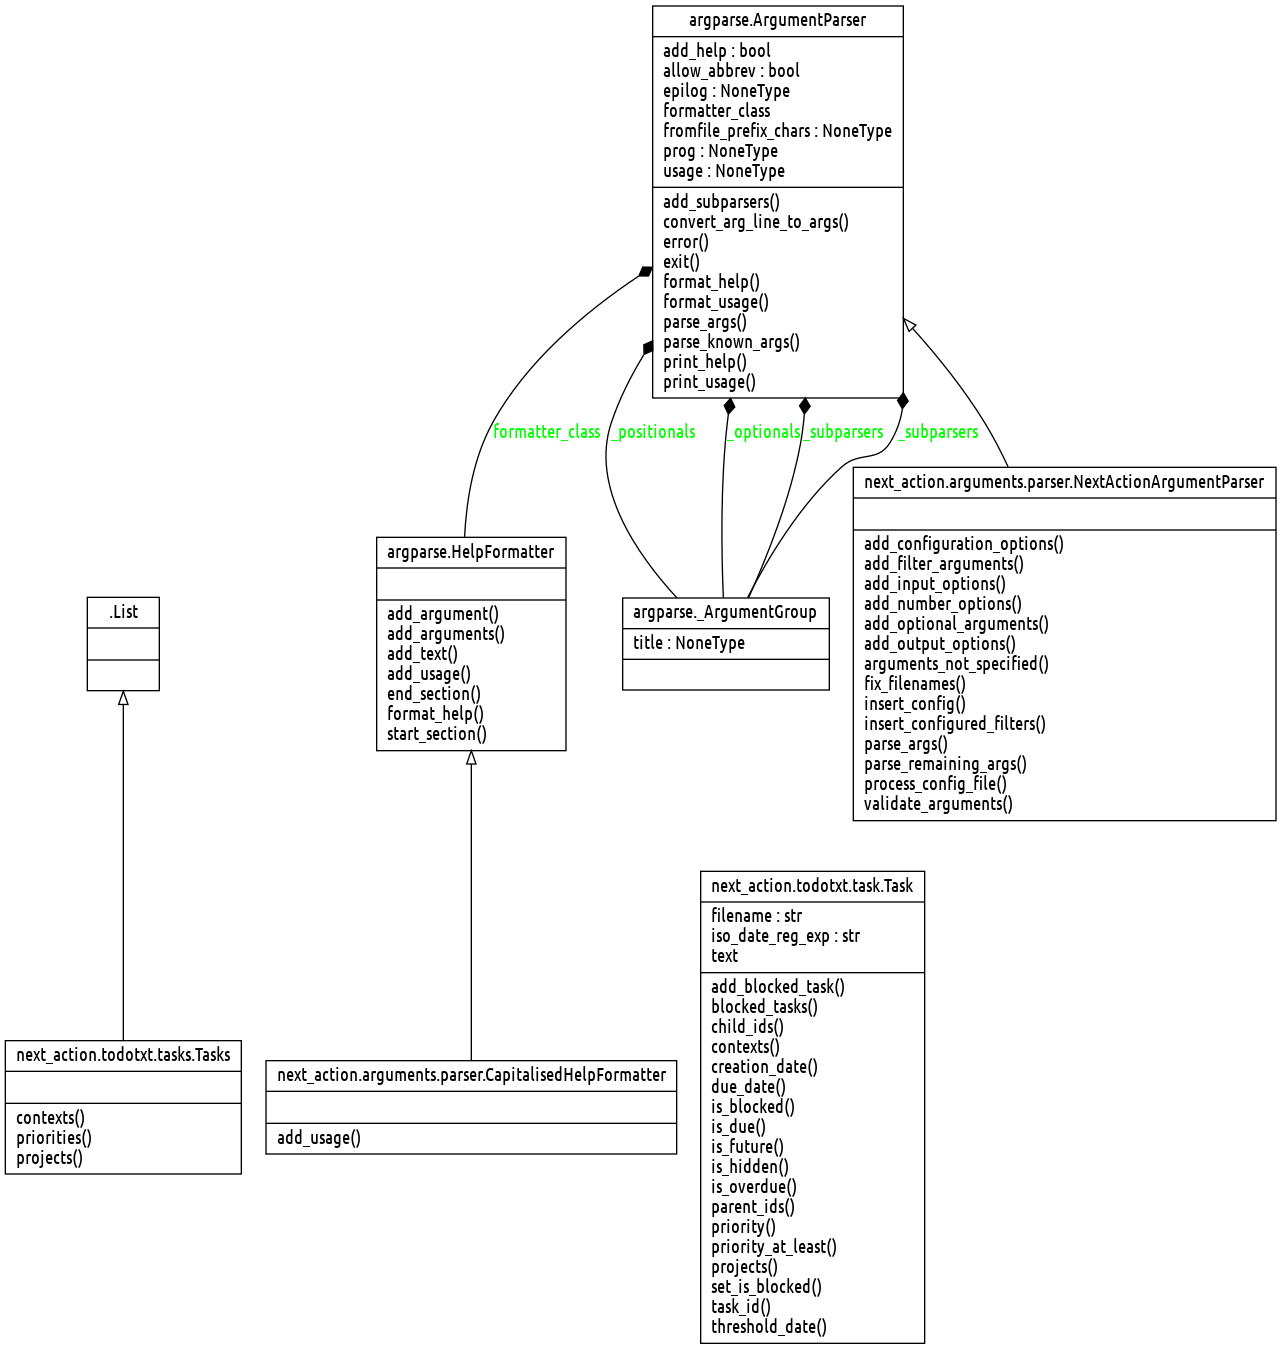 argparse.ArgumentParser
add_help : bool
allow_abbrev : bool
epilog : NoneType
formatter_class
fromfile_prefix_chars : NoneType
prog : NoneType
usage : NoneType
add_subparsers()
convert_arg_line_to_args()
error()
exit()
format_help()
format_usage()
parse_args()
parse_known_args()
print_help()
print_usage()
formatter_class
_positionals
_optionals
_subparsers
_subparsers
next_action.arguments.parser.NextActionArgumentParser
add_configuration_options()
add_filter_arguments()
add_input_options()
add_number_options()
add_optional_arguments()
add_output_options()
arguments_not_specified()
fix_filenames()
insert_config()
insert_configured_filters()
parse_args()
parse_remaining_args()
process_config_file()
validate_arguments()
argparse.HelpFormatter
add_argument()
add_arguments()
add_text()
add_usage()
end_section()
format_help()
start_section()
argparse._ArgumentGroup
title : NoneType
.List
next_action.todotxt.task.Task
filename : str
iso_date_reg_exp : str
text
add_blocked_task()
blocked_tasks()
child_ids()
contexts()
creation_date()
due_date()
is_blocked()
is_due()
is_future()
is_hidden()
is_overdue()
parent_ids()
priority()
priority_at_least()
projects()
set_is_blocked()
task_id()
threshold_date()
next_action.todotxt.tasks.Tasks
contexts()
priorities()
projects()
next_action.arguments.parser.CapitalisedHelpFormatter
add_usage()